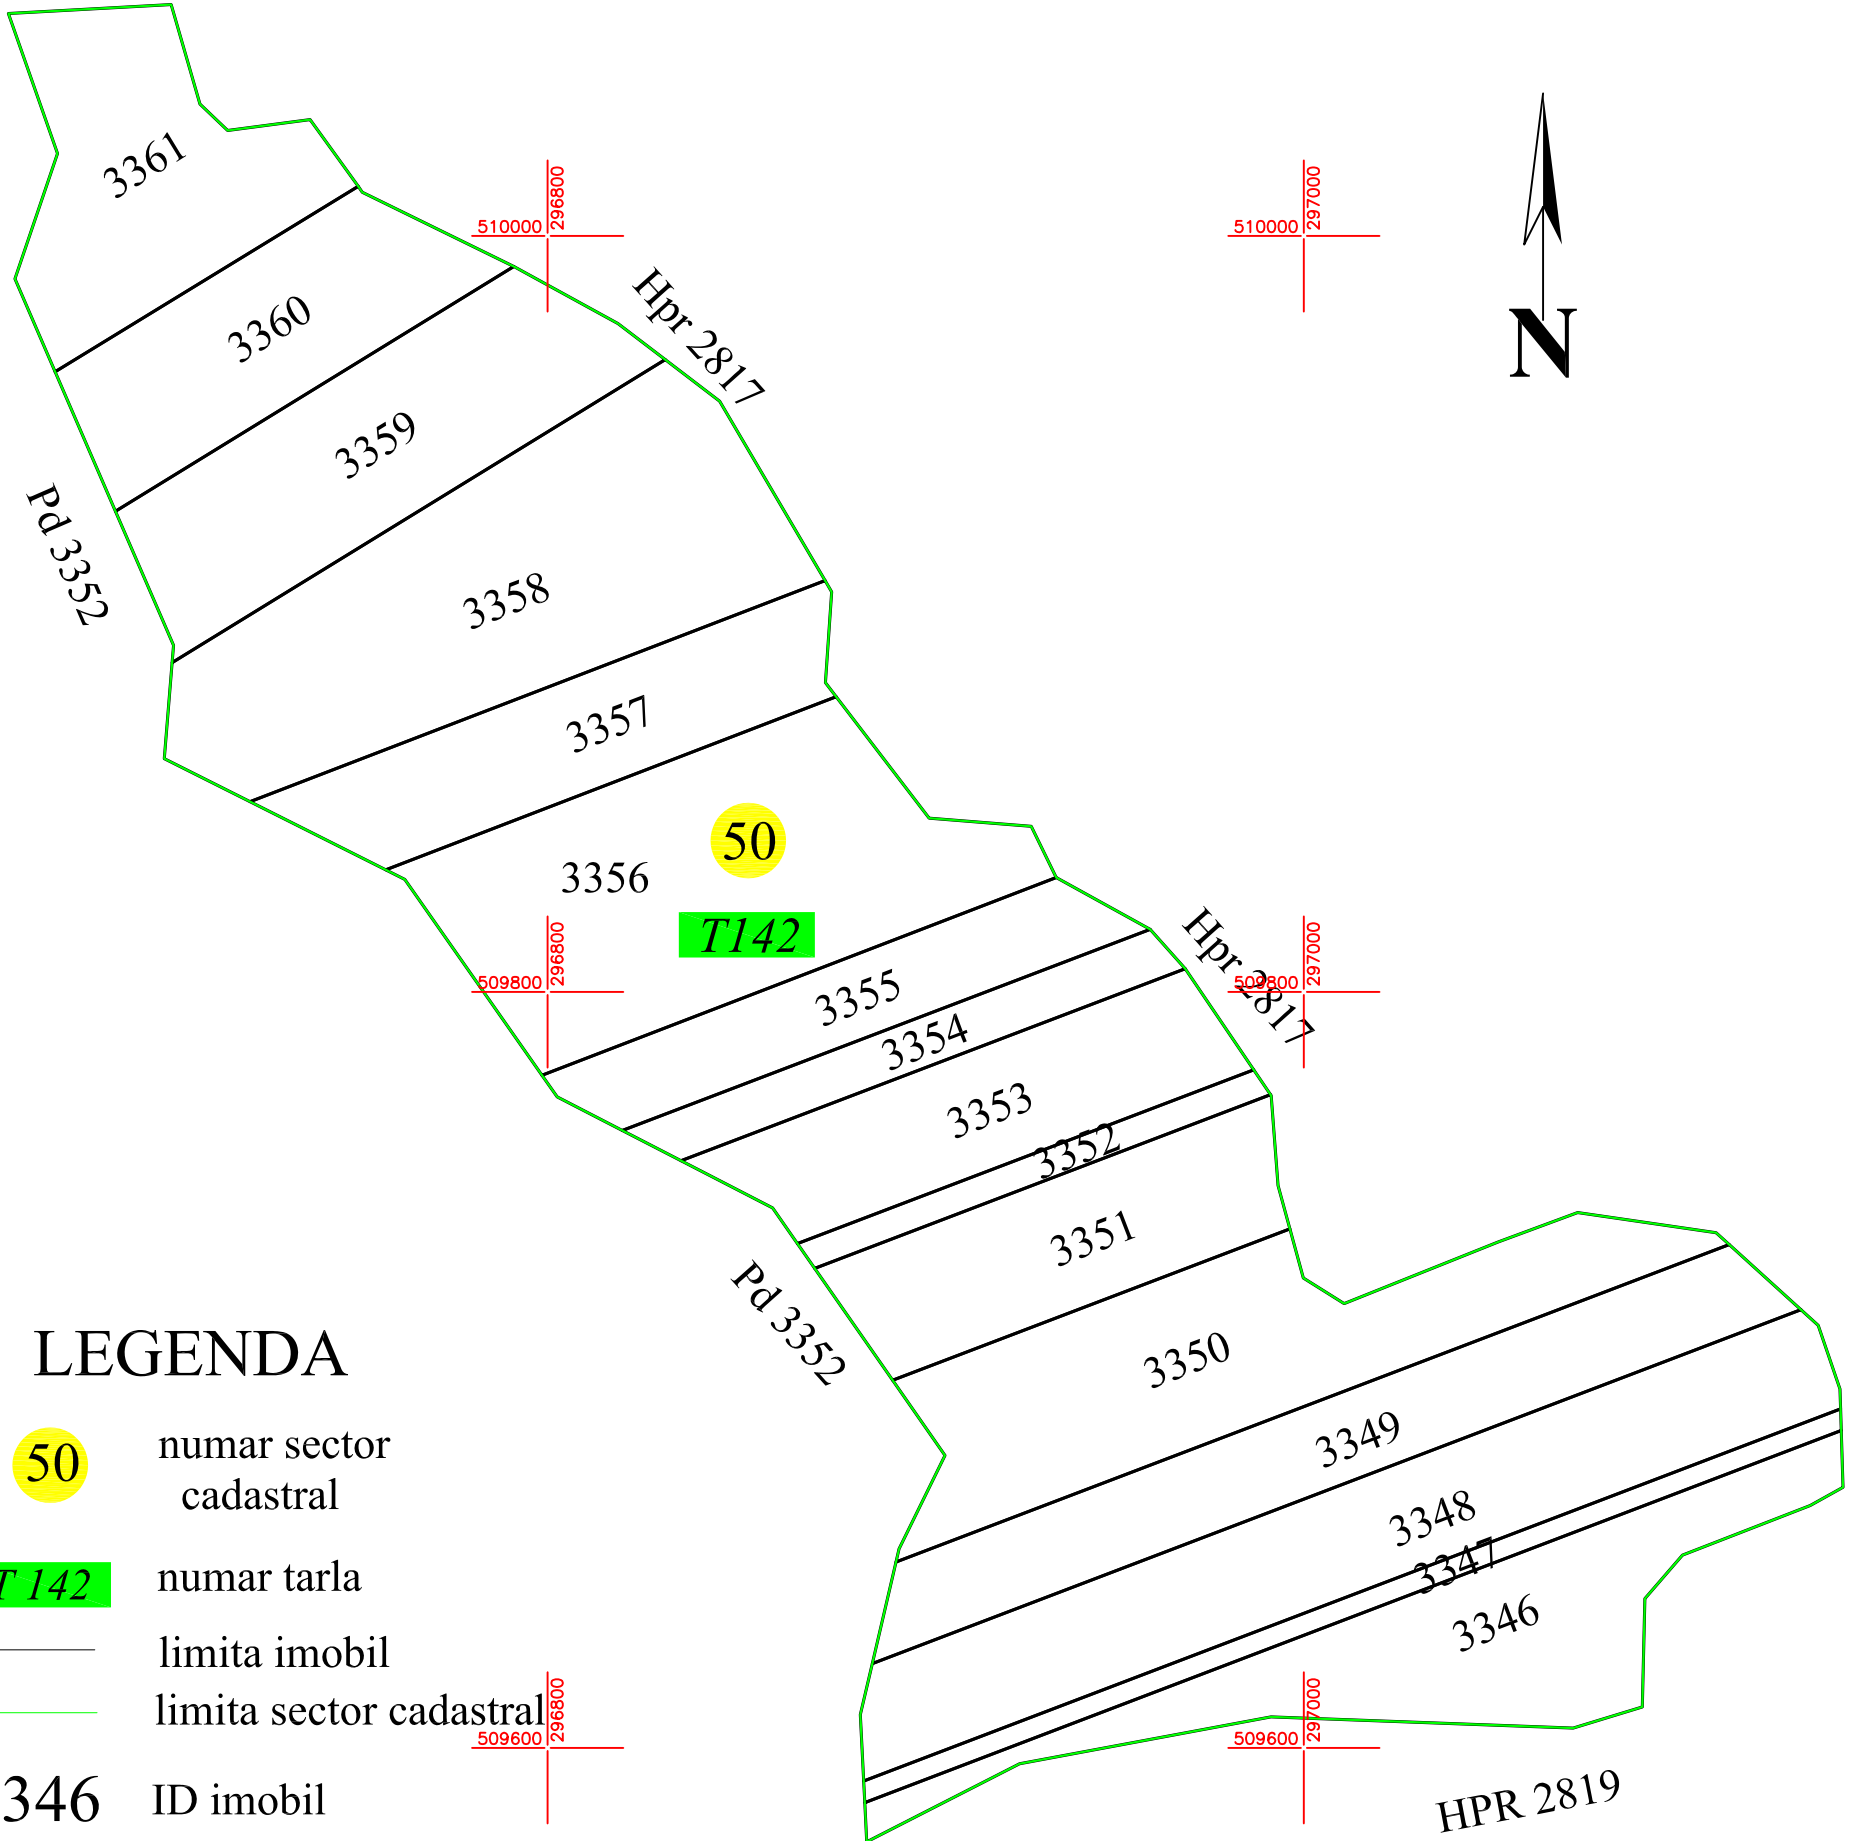 3361
510000
296800
510000
297000
3360
Hpr 2817
N
3359
Pd 3352
3358
3357
50
3356
T142
509800
296800
Hpr 2817
509800
297000
3355
3354
3353
3352
3351
Pd 3352
3350
LEGENDA
3349
50
numar sector
cadastral
3348
3347
T 142
numar tarla
3346
limita imobil
limita sector cadastral
509600
296800
509600
297000
346
ID imobil
HPR 2819